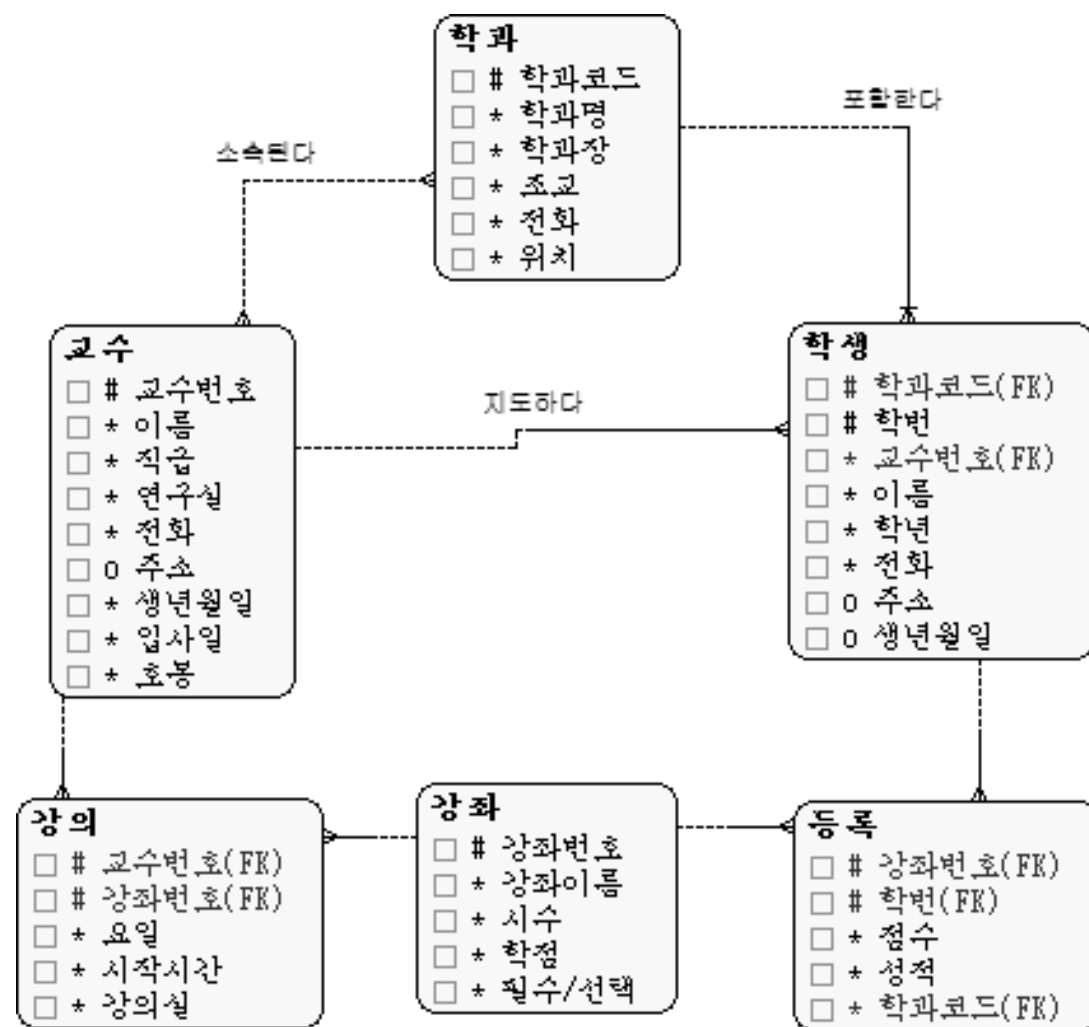 학과
# 학과코드
* 학과명
* 학과장
* 조교
* 전화
* 위치
포함한다
소속된다
교수
# 교수번호
* 이름
* 직급
* 연구실
* 전화
o 주소
* 생년월일
* 입사일
* 호봉
지도하다
학생
# 학과코드(FK)
# 학번
* 교수번호(FK)
* 이름
* 학년
* 전화
o 주소
o 생년월일
강의
# 교수번호(FK)
# 강좌번호(FK)
* 요일
* 시작시간
* 강의실
강좌
# 강좌번호
* 강좌이름
* 시수
* 학점
* 필수/선택
등록
# 강좌번호(FK)
# 학번(FK)
* 점수
* 성적
* 학과코드(FK)